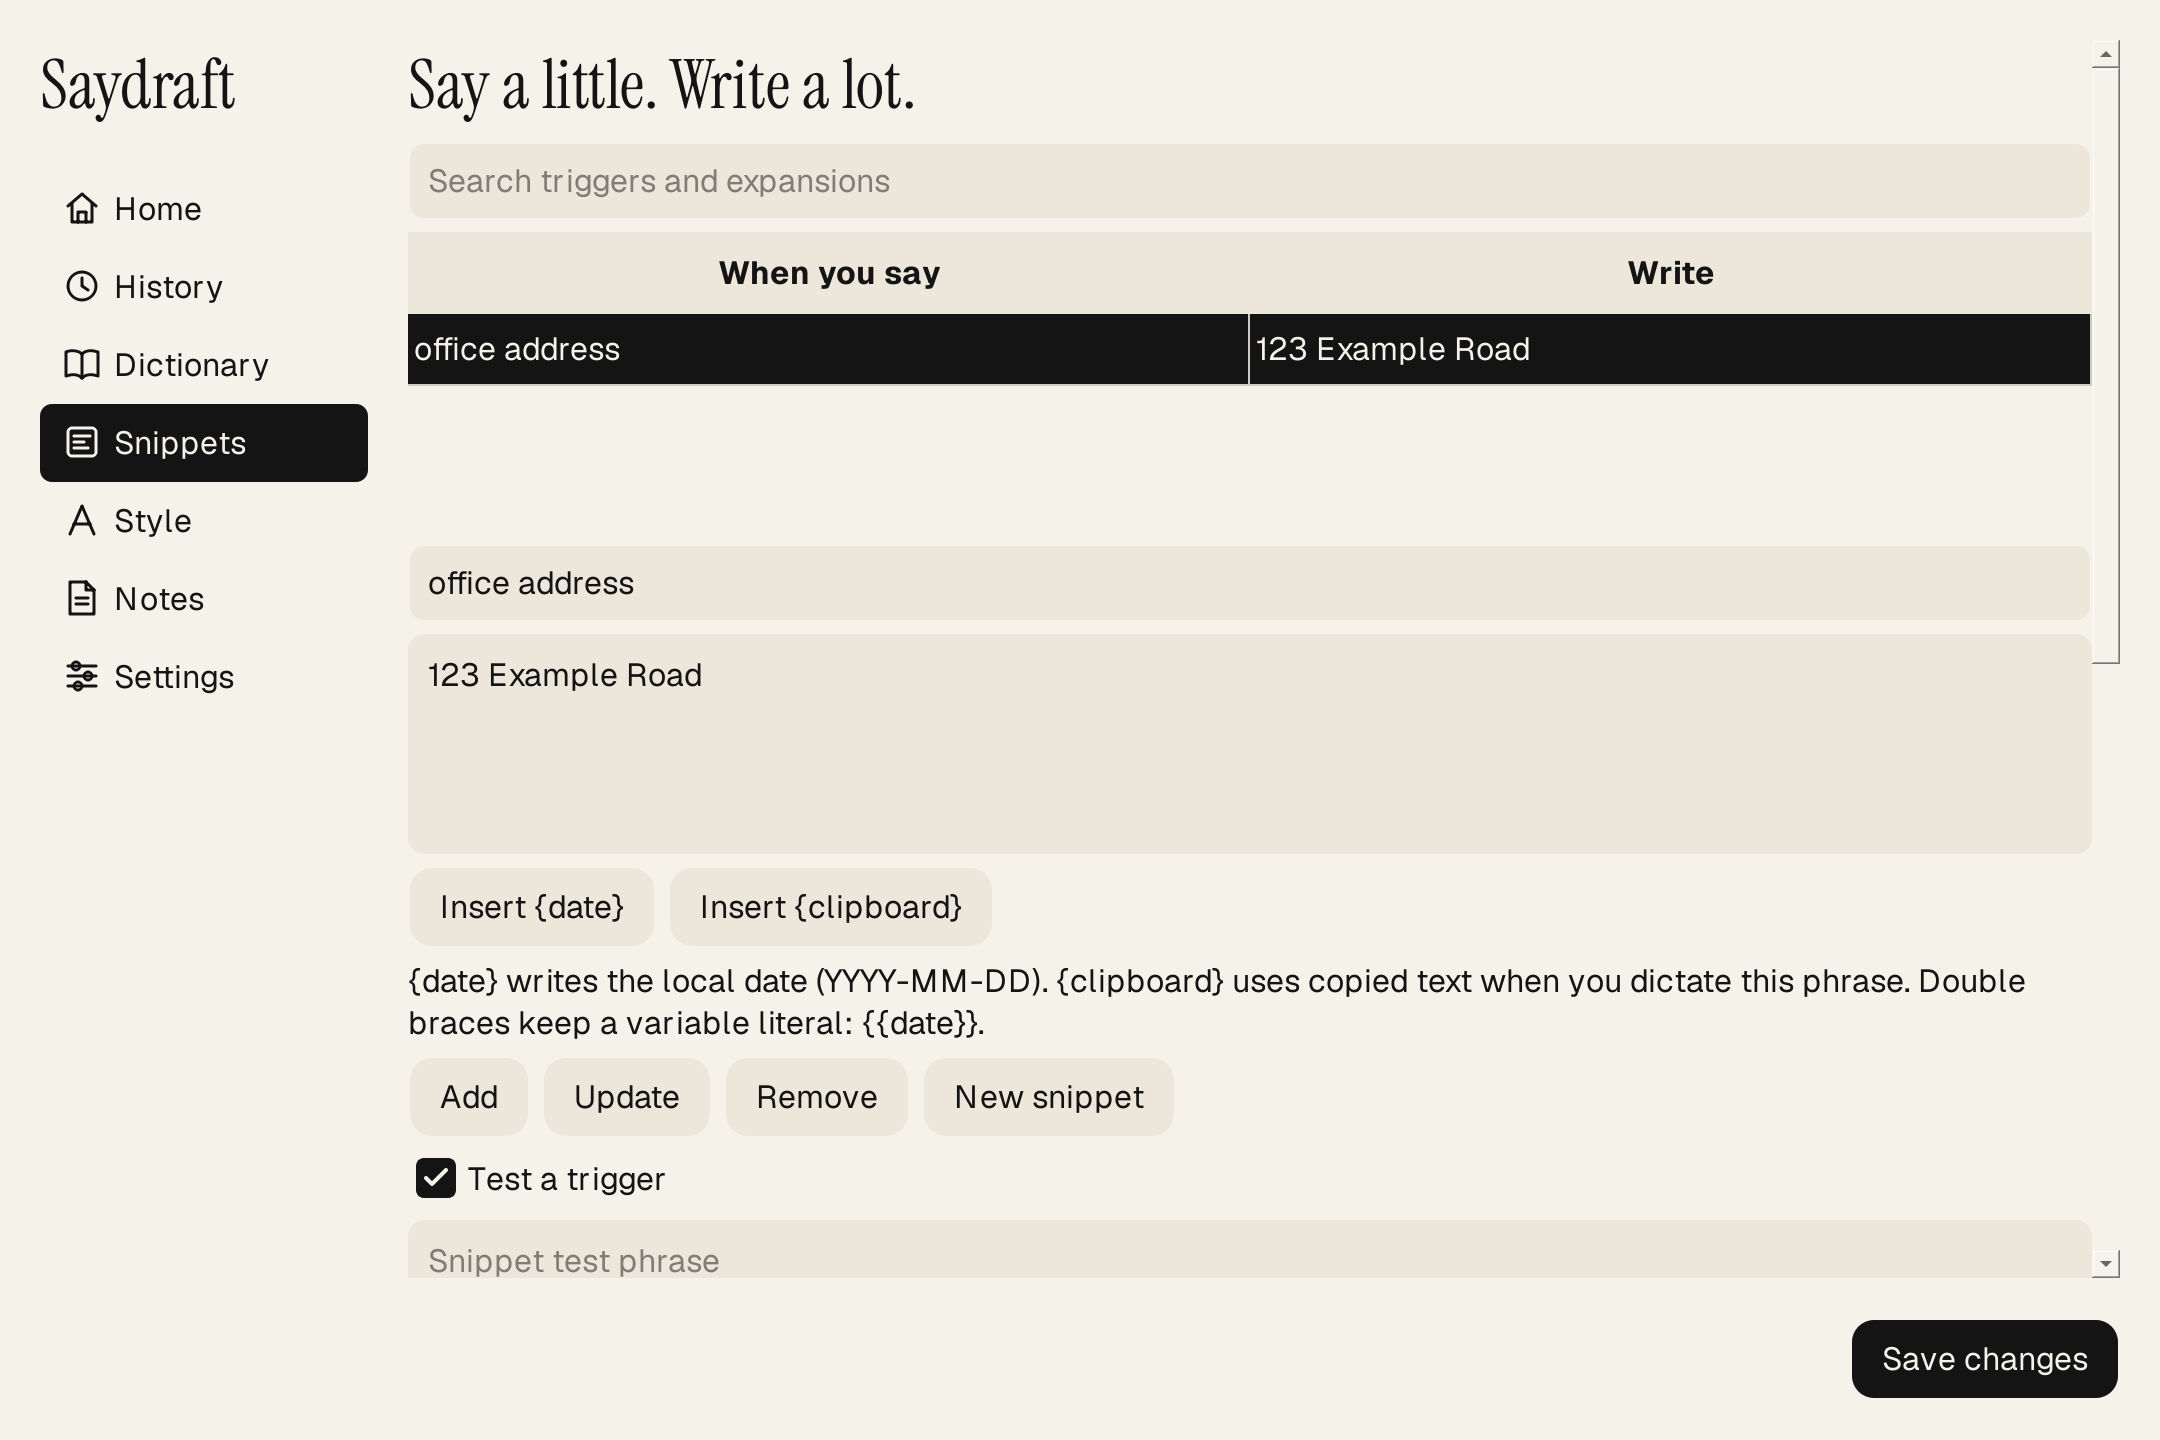 Saydraft
Home
History
Dictionary
Snippets
Style
Notes
Settings
Say a little. Write a lot.
Search triggers and expansions
When you say
Write
office address
123 Example Road
office address
123 Example Road
Insert {date}
Insert {clipboard}
{date} writes the local date (YYYY-MM-DD). {clipboard} uses copied text when you dictate this phrase. Double
braces keep a variable literal: {{date}}.
Add
Update
Remove
New snippet
Test a trigger
Snippet test phrase
Save changes